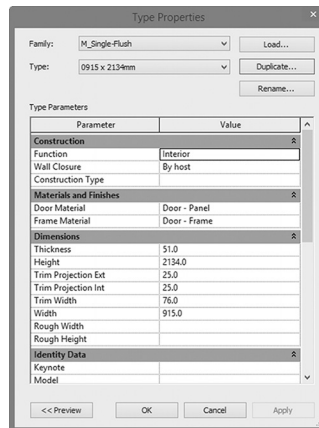 Type Properties
Family: M_Single-Flush Load...
Type: 0915 x 2134mm Duplicate...
Rename...
Type Parameters
Parameter Value
Construction
Function Interior
Wall Closure By host
Construction Type
Materials and Finishes
Door Material Door - Panel
Frame Material Door - Frame
Dimensions
Thickness 51.0
Height 2134.0
Trim Projection Ext 25.0
Trim Projection Int 25.0
Trim Width 76.0
Width 915.0
Rough Width
Rough Height
Identity Data
Keynote
Model
<< Preview OK Cancel Apply